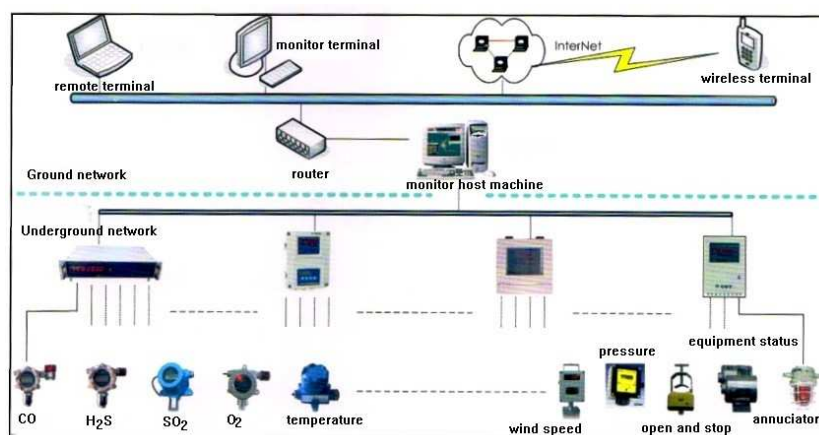 monitor terminal
InterNet
remote terminal
wireless terminal
router
monitor host machine
Ground network
Underground network
equipment status
pressure
CO
H2S
SO2
O2
temperature
wind speed
open and stop
annuciator